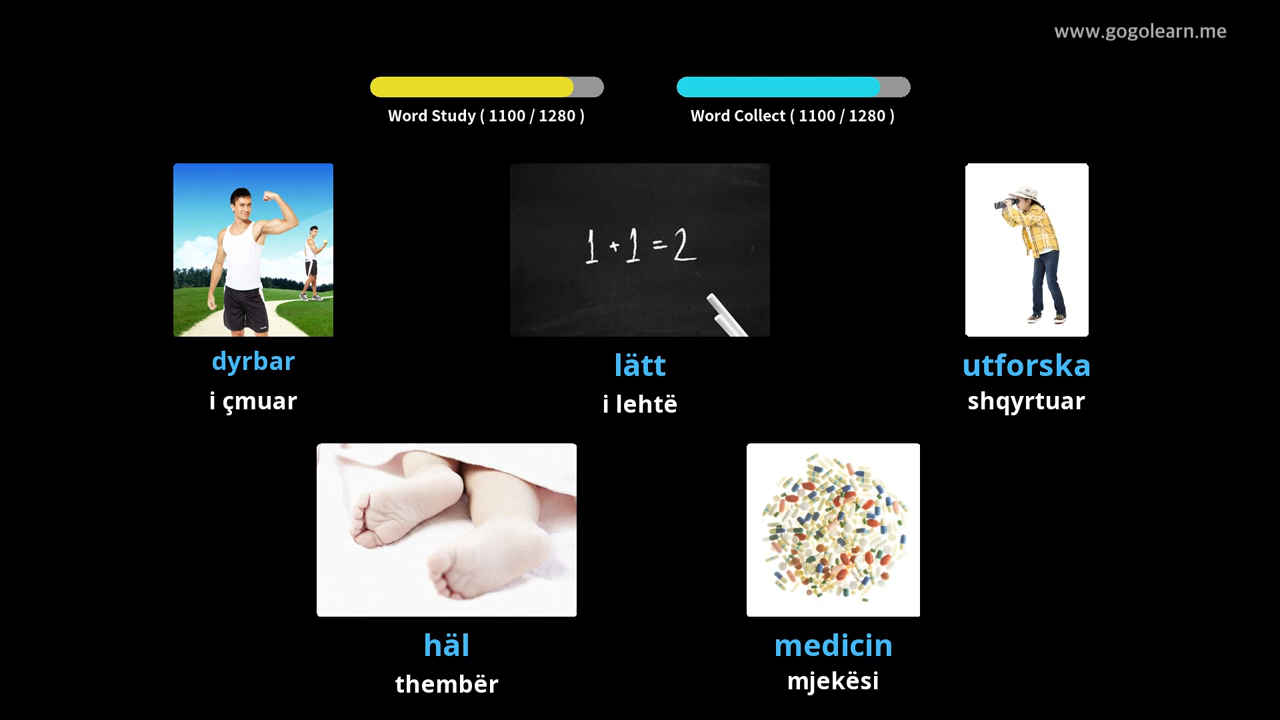 www.gogolearn.me
Word Study ( 1100 / 1280 )
Word Collect ( 1100 / 1280 )
1 + 1 = 2
dyrbar
i çmuar
lätt
i lehtë
utforska
shqyrtuar
häl
thembër
medicin
mjekësi